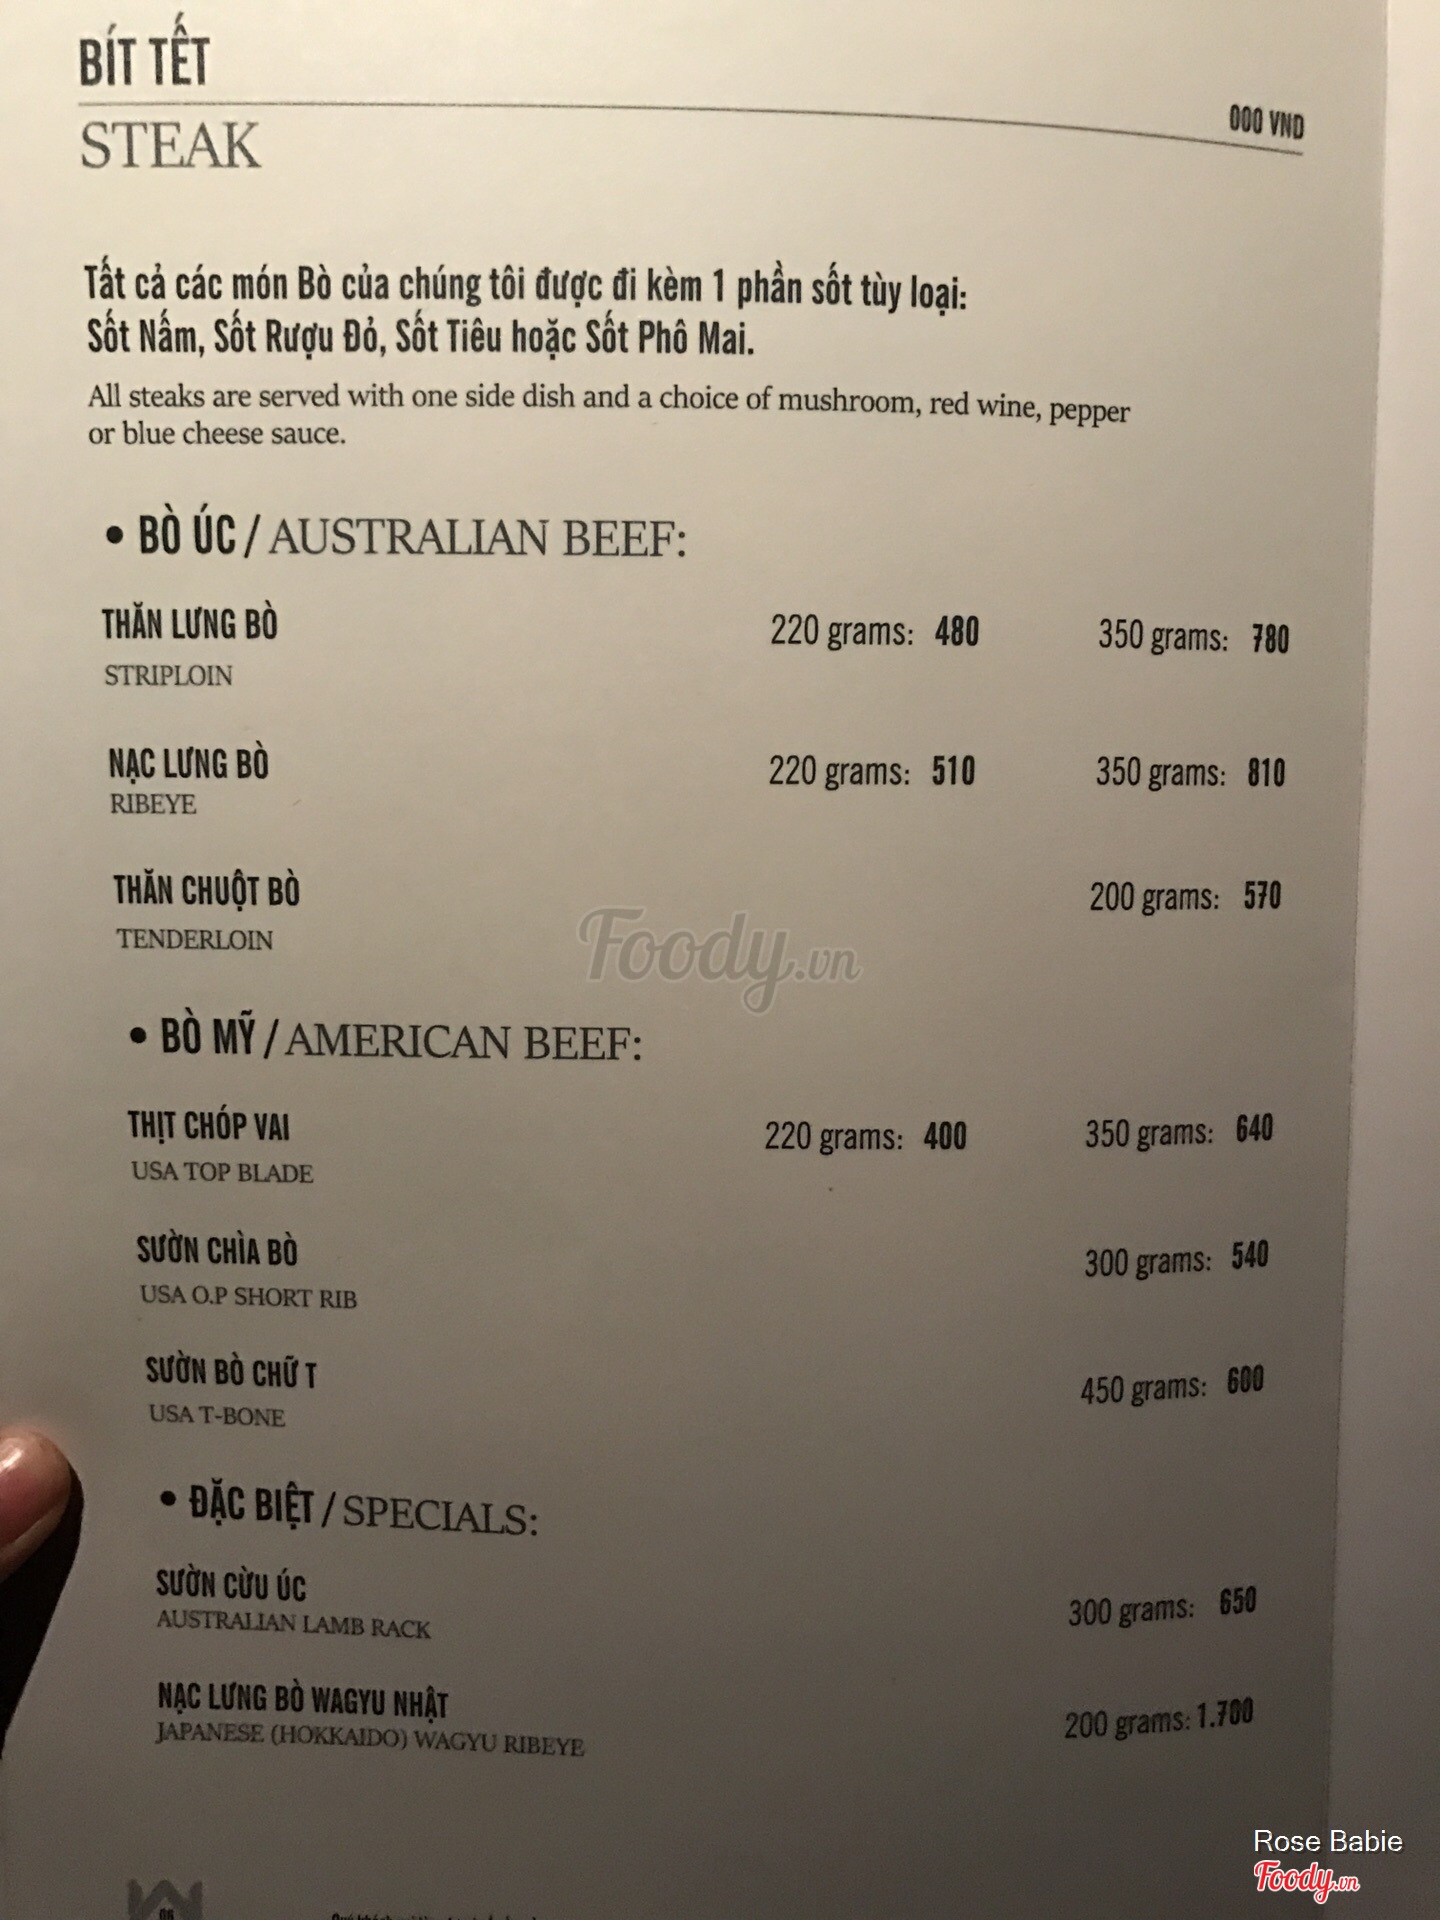 BÍT TẾT
000 VND
STEAK
Tất cả các món Bò của chúng tôi được đi kèm 1 phần sốt tùy loại:
Sốt Nấm, Sốt Rượu Đỏ, Sốt Tiêu hoặc Sốt Phô Mai.
All steaks are served with one side dish and a choice of mushroom, red wine, pepper
or blue cheese sauce.
• BÒ ÚC / AUSTRALIAN BEEF:
THĂN LƯNG BÒ 220 grams: 480 350 grams: 780
STRIPLOIN
NẠC LƯNG BÒ 220 grams: 510 350 grams: 810
RIBEYE
THĂN CHUỘT BÒ 200 grams: 570
TENDERLOIN
Foody.vn
• BÒ MỸ / AMERICAN BEEF:
THỊT CHÓP VAI 220 grams: 400 350 grams: 640
USA TOP BLADE
SƯỜN CHÌA BÒ 300 grams: 540
USA O.P SHORT RIB
SƯỜN BÒ CHỮ T 450 grams: 600
USA T-BONE
• ĐẶC BIỆT / SPECIALS:
SƯỜN CỪU ÚC 300 grams: 650
AUSTRALIAN LAMB RACK
NẠC LƯNG BÒ WAGYU NHẬT 200 grams: 1.700
JAPANESE (HOKKAIDO) WAGYU RIBEYE
Rose Babie
Foody.vn